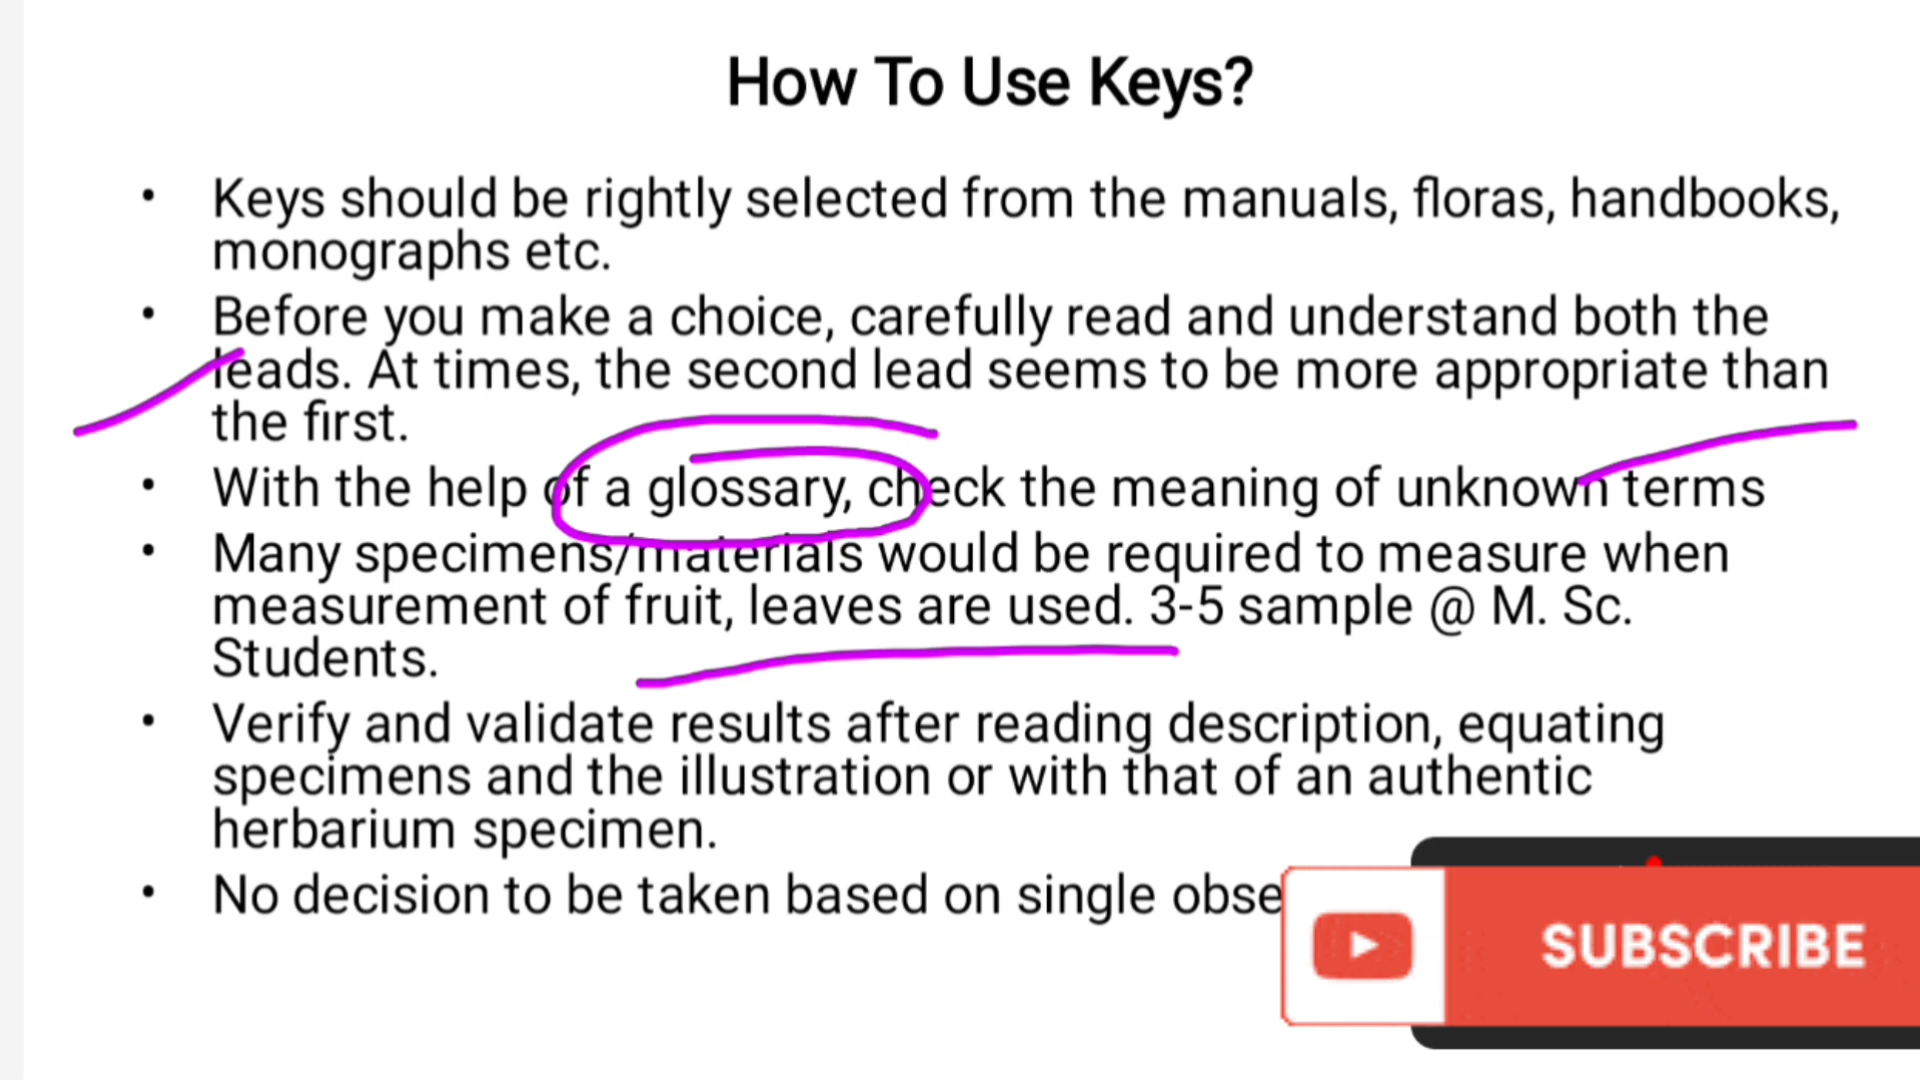 How To Use Keys?
• Keys should be rightly selected from the manuals, floras, handbooks,
monographs etc.
• Before you make a choice, carefully read and understand both the
leads. At times, the second lead seems to be more appropriate than
the first.
• With the help of a glossary, check the meaning of unknown terms
• Many specimens/materials would be required to measure when
measurement of fruit, leaves are used. 3-5 sample @ M. Sc.
Students.
• Verify and validate results after reading description, equating
specimens and the illustration or with that of an authentic
herbarium specimen.
• No decision to be taken based on single obse
SUBSCRIBE